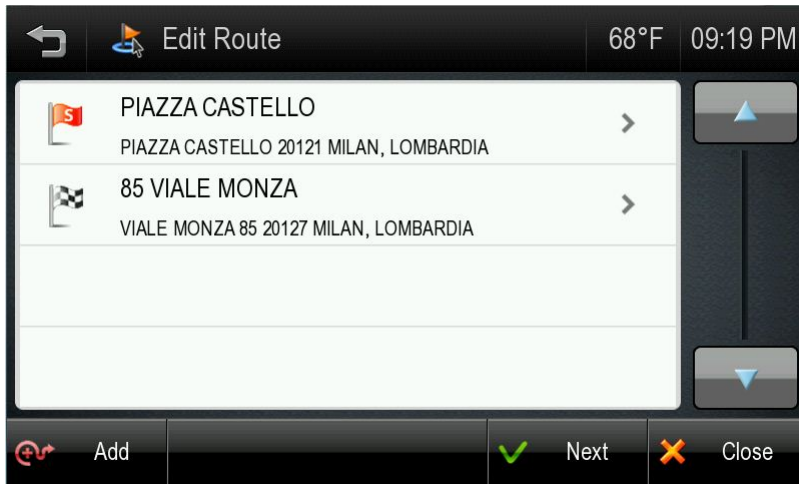 Edit Route 68°F 09:19 PM
PIAZZA CASTELLO
PIAZZA CASTELLO 20121 MILAN, LOMBARDIA
85 VIALE MONZA
VIALE MONZA 85 20127 MILAN, LOMBARDIA
Add Next Close